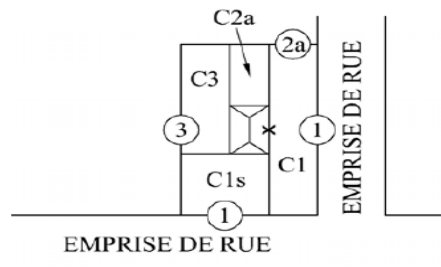 C2a
2a
C3
3
x
1
C1
C1s
1
EMPRISE DE RUE
EMPRISE DE RUE